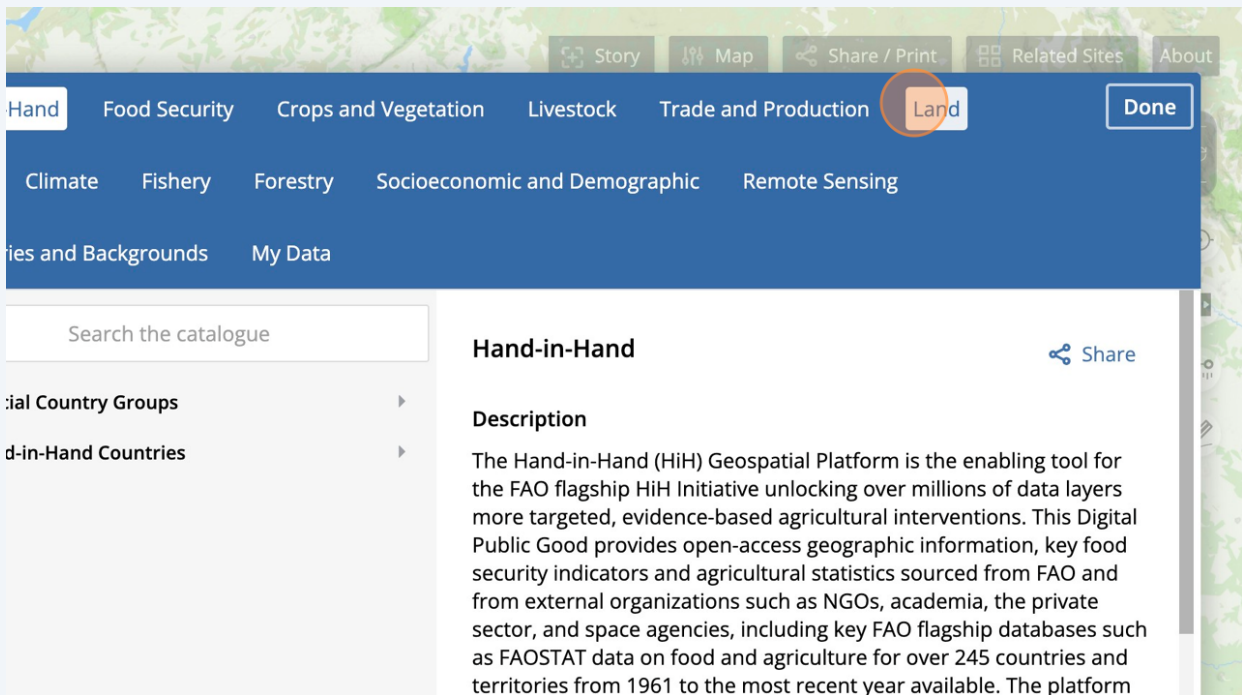 Story Map Share / Print Related Sites About
-Hand Food Security Crops and Vegetation Livestock Trade and Production Land Done
Climate Fishery Forestry Socioeconomic and Demographic Remote Sensing
ries and Backgrounds My Data
Search the catalogue
Hand-in-Hand
Share
cial Country Groups
Description
d-in-Hand Countries
The Hand-in-Hand (HiH) Geospatial Platform is the enabling tool for
the FAO flagship HiH Initiative unlocking over millions of data layers
more targeted, evidence-based agricultural interventions. This Digital
Public Good provides open-access geographic information, key food
security indicators and agricultural statistics sourced from FAO and
from external organizations such as NGOs, academia, the private
sector, and space agencies, including key FAO flagship databases such
as FAOSTAT data on food and agriculture for over 245 countries and
territories from 1961 to the most recent year available. The platform